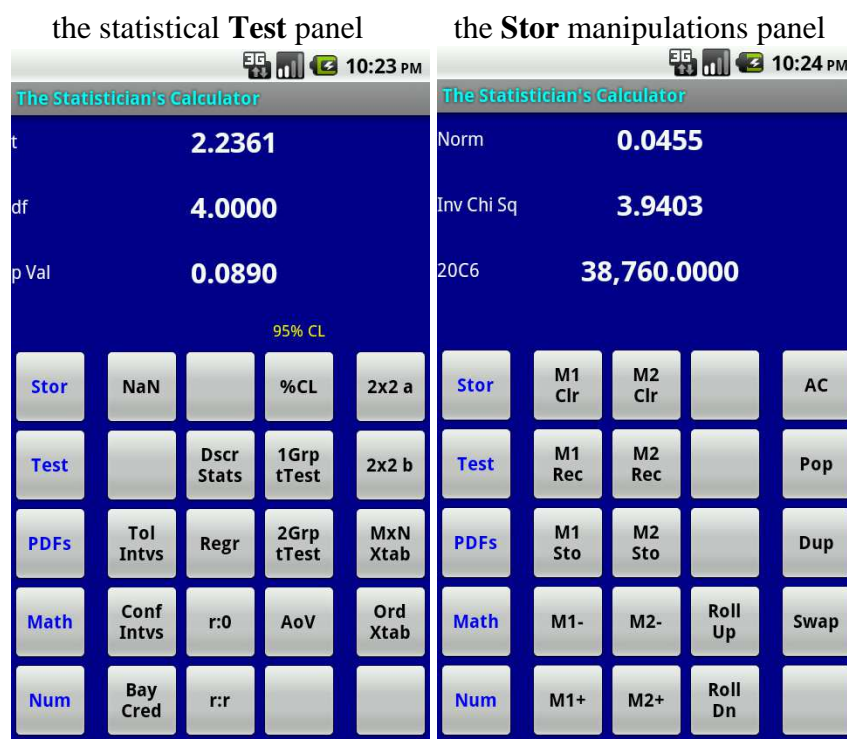 the statistical Test panel
10:23 PM
The Statistician's Calculator
t 2.2361
df 4.0000
p Val 0.0890
95% CL
Stor NaN %CL 2x2 a
Test Dscr Stats 1Grp tTest 2x2 b
PDFs Tol Intvs Regr 2Grp tTest MxN Xtab
Math Conf Intvs r:0 AoV Ord Xtab
Num Bay Cred r:r
the Stor manipulations panel
3G 10:24 PM
The Statistician's Calculator
Norm 0.0455
Inv Chi Sq 3.9403
20C6 38,760.0000
Stor M1 Clr M2 Clr AC
Test M1 Rec M2 Rec Pop
PDFs M1 Sto M2 Sto Dup
Math M1- M2- Roll Up Swap
Num M1+ M2+ Roll Dn